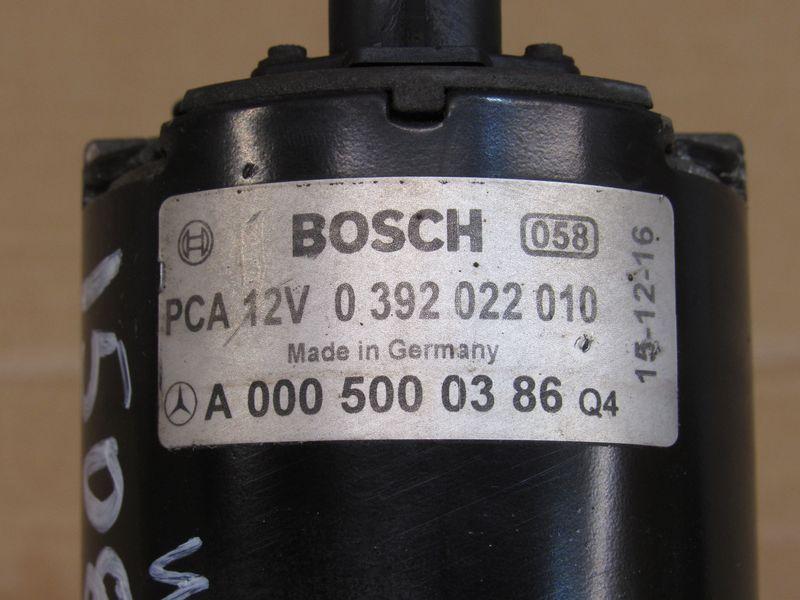 BOSCH 058
PCA 12V 0 392 022 010
Made in Germany
A 000 500 03 86 Q4
15-12-16